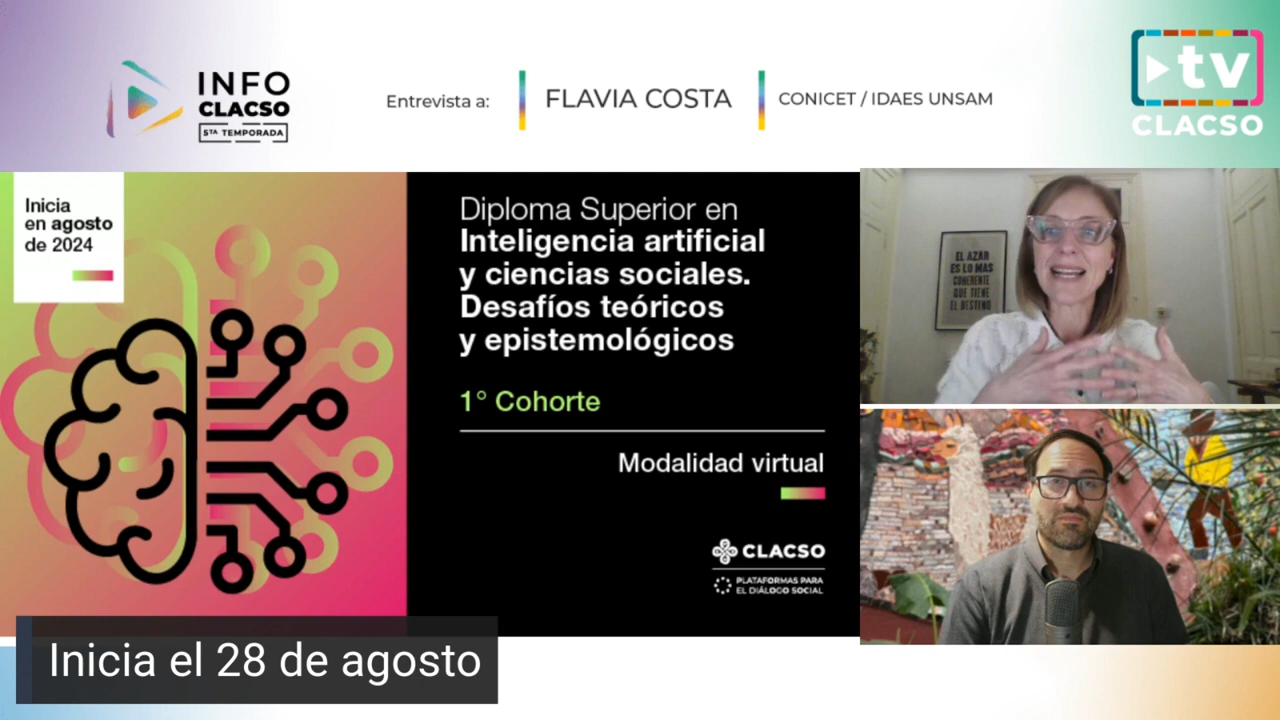 INFO
CLACSO
5TA TEMPORADA
Entrevista a:
FLAVIA COSTA
CONICET / IDAES UNSAM
tv
CLACSO
Inicia
en agosto
de 2024
Diploma Superior en
Inteligencia artificial
y ciencias sociales.
Desafíos teóricos
y epistemológicos
1° Cohorte
Modalidad virtual
CLACSO
PLATAFORMAS PARA
EL DIÁLOGO SOCIAL
EL AZAR
ES LO MAS
COHERENTE
QUE TIENE
EL DESTINO
Inicia el 28 de agosto